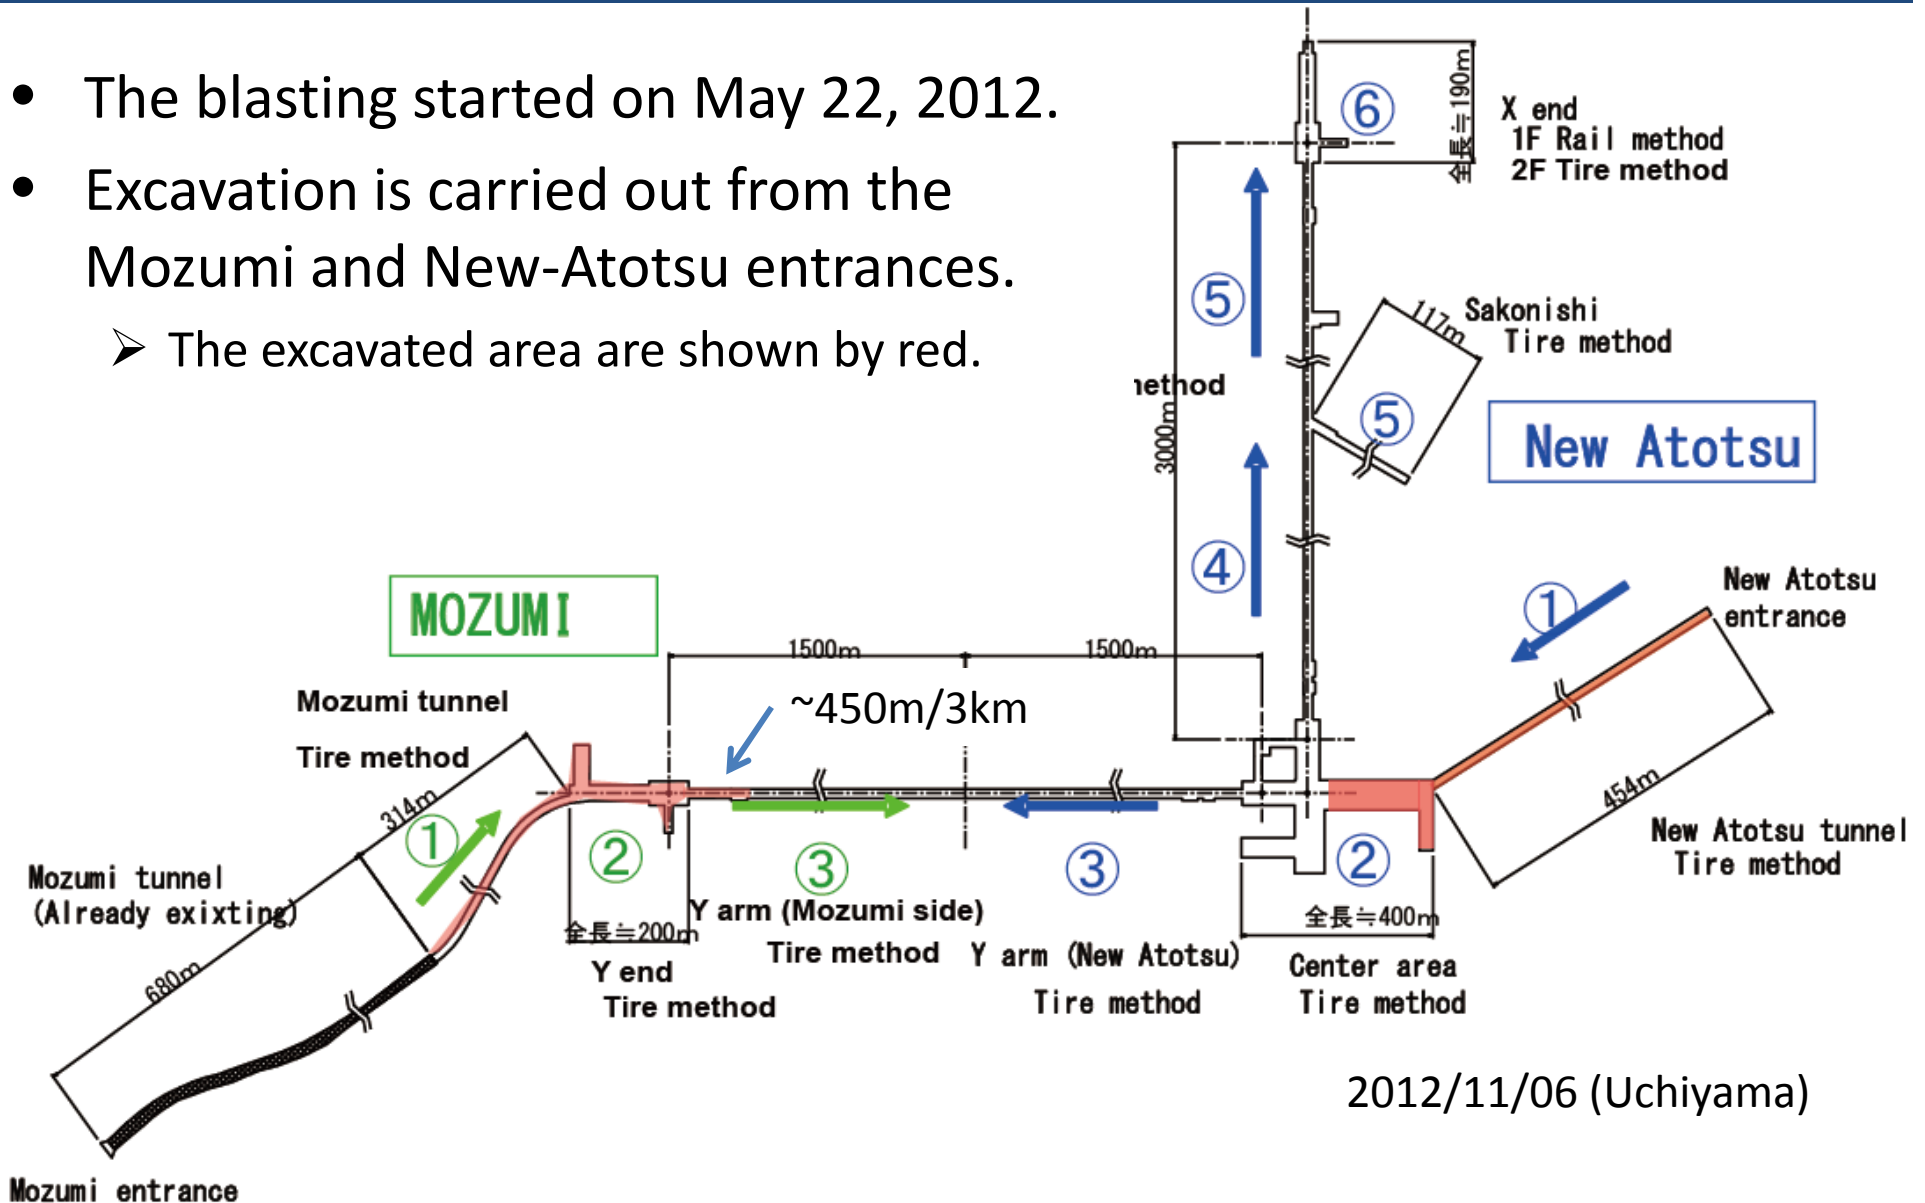 • The blasting started on May 22, 2012.
• Excavation is carried out from the
Mozumi and New-Atotsu entrances.
➢ The excavated area are shown by red.
⑥
全長≒190m
X end
1F Rail method
2F Tire method
⑤
117m
Sakonishi
Tire method
3000m
⑤
New Atotsu
④
①
New Atotsu
entrance
MOZUMI
1500m
1500m
~450m/3km
Mozumi tunnel
Tire method
314m
①
②
③
③
②
454m
New Atotsu tunnel
Tire method
Mozumi tunnel
(Already exixting)
680m
全長≒200m
Y end
Tire method
Y arm (Mozumi side)
Tire method
Y arm (New Atotsu)
Tire method
全長≒400m
Center area
Tire method
2012/11/06 (Uchiyama)
Mozumi entrance